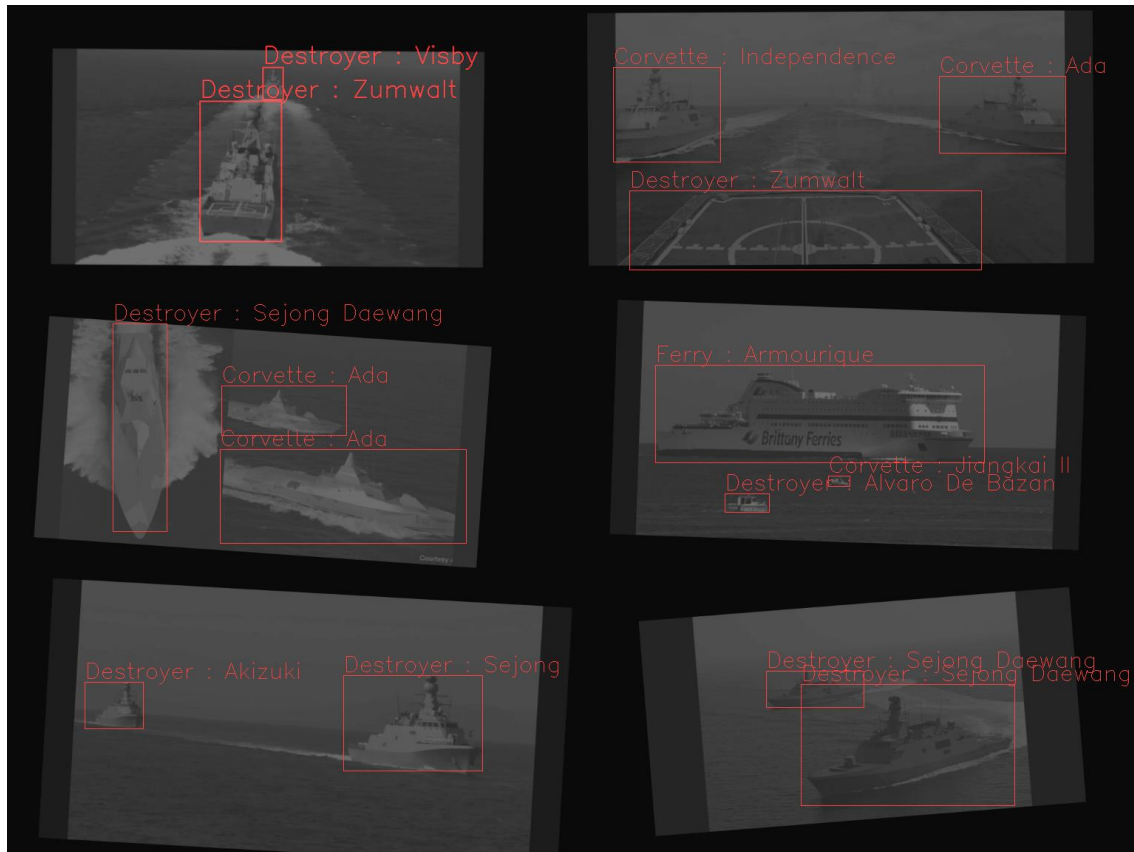 Destroyer : Visby
Destroyer : Zumwalt
Corvette : Independence
Corvette : Ada
Destroyer : Zumwalt
Destroyer : Sejong Daewang
Corvette : Ada
Corvette : Ada
Courtney
Ferry : Armourique
Brittany Ferries
Corvette : Jiangkai II
Destroyer : Alvaro De Bazan
Destroyer : Akizuki
Destroyer : Sejong
Destroyer : Sejong Daewang
Destroyer : Sejong Daewang